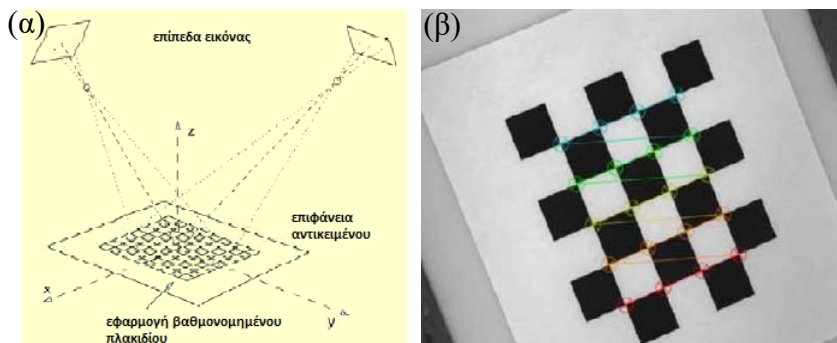 (α)
επίπεδα εικόνας
z
επιφάνεια
αντικειμένου
x
y
εφαρμογή βαθμονομημένου
πλακιδίου
(β)